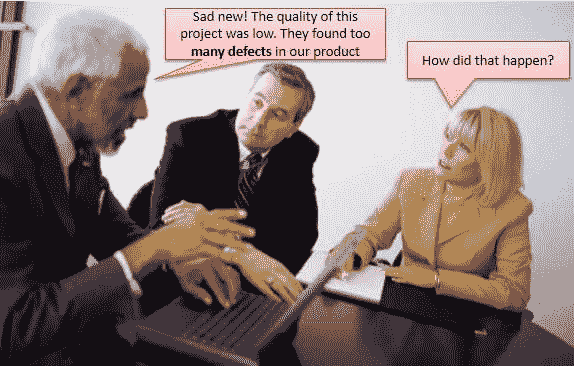 Sad new! The quality of this
project was low. They found too
many defects in our product
How did that happen?